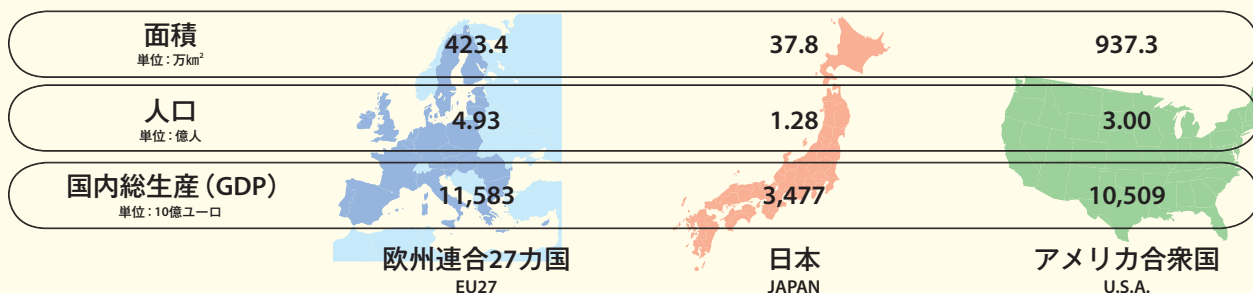 面積 423.4 37.8 937.3
単位：万㎢
人口 4.93 1.28 3.00
単位：億人
国内総生産（GDP） 11,583 3,477 10,509
単位：10億ユーロ
欧州連合27カ国 日本 アメリカ合衆国
EU27 JAPAN U.S.A.